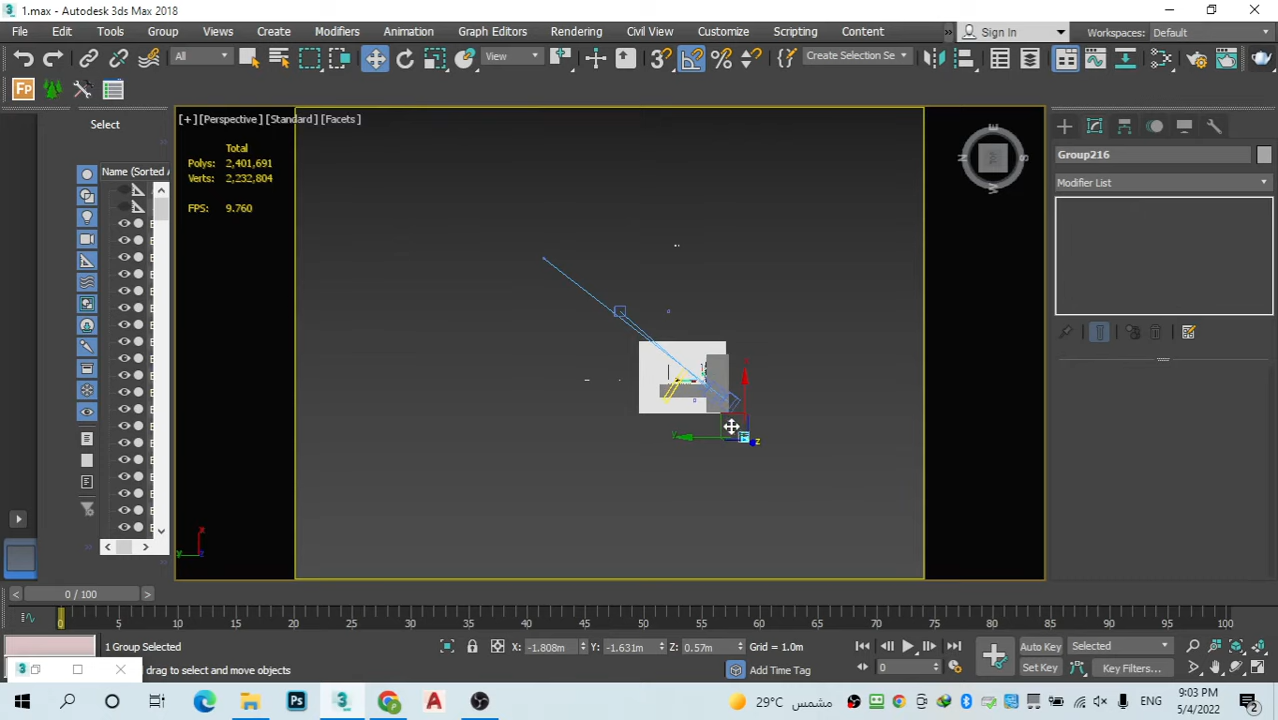 1.max - Autodesk 3ds Max 2018
File Edit Tools Group Views Create Modifiers Animation Graph Editors Rendering Civil View Customize Scripting Content
Sign In
Workspaces: Default
All
View
Create Selection Se
Fp
Select
Name (Sorted A
[+] [Perspective] [Standard] [Facets]
Total
Polys: 2,401,691
Verts: 2,232,804
FPS: 9.760
E
N
S
W
Group216
Modifier List
x
y
z
0 / 100
0 5 10 15 20 25 30 35 40 45 50 55 60 65 70 75 80 85 90 95 100
1 Group Selected
X: -1.808m Y: -1.631m Z: 0.57m Grid = 1.0m
Auto Key
Selected
drag to select and move objects
Add Time Tag
0
Set Key
Key Filters...
29°C مشمس
ENG
9:03 PM
5/4/2022
2